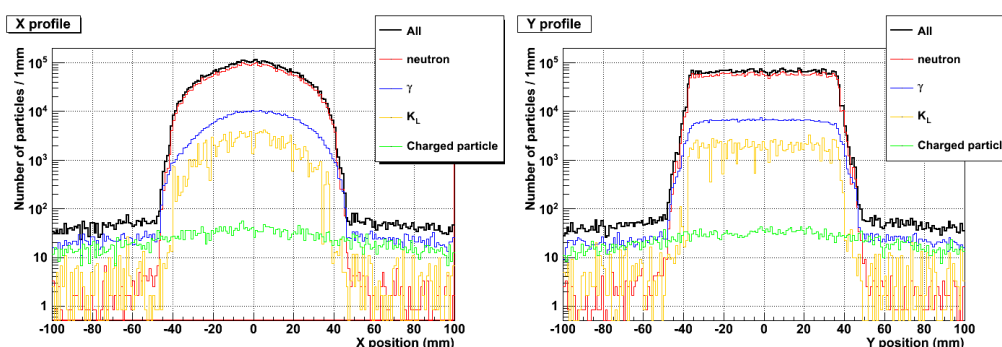 X profile
All
neutron
γ
K_L
Charged particle
Number of particles / 1mm
10^5
10^4
10^3
10^2
10
1
-100 -80 -60 -40 -20 0 20 40 60 80 100
X position (mm)
Y profile
All
neutron
γ
K_L
Charged particle
Number of particles / 1mm
10^5
10^4
10^3
10^2
10
1
-100 -80 -60 -40 -20 0 20 40 60 80 100
Y position (mm)